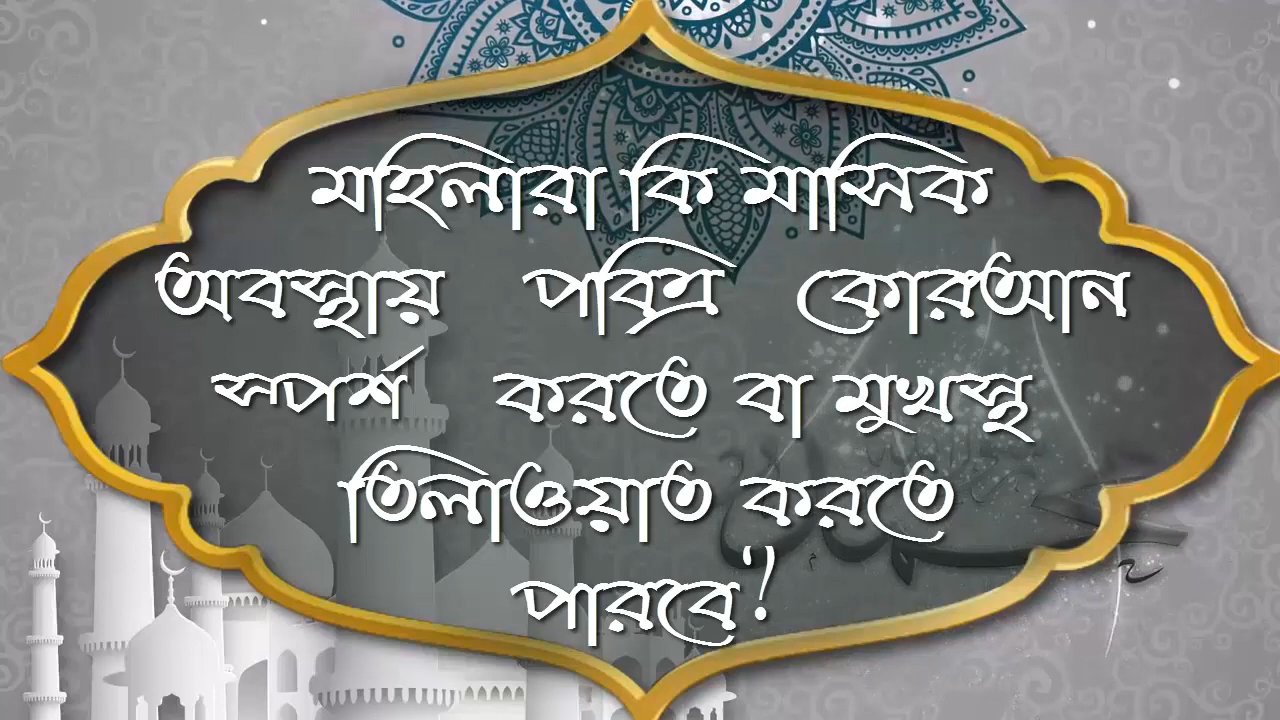 মহিলারা কি মাসিক
অবস্থায় পবিত্রি কোরআন
স্পর্শ করতে বা মুখস্থ
তিলাওয়াত করতে
পারবে?